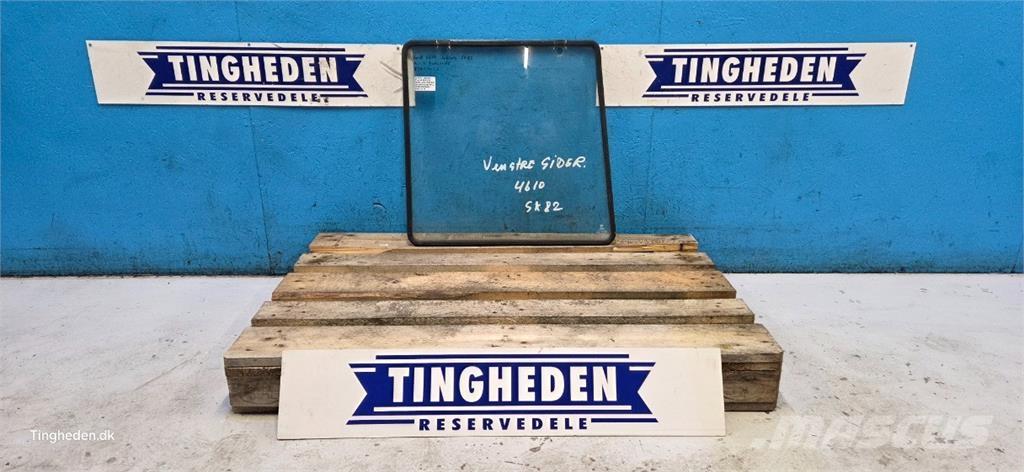 TINGHEDEN
RESERVEDELE
TINGHEDEN
RESERVEDELE
VENSTRE SIDER.
4610
SK82
TINGHEDEN
RESERVEDELE
Tingheden.dk
MASCUS